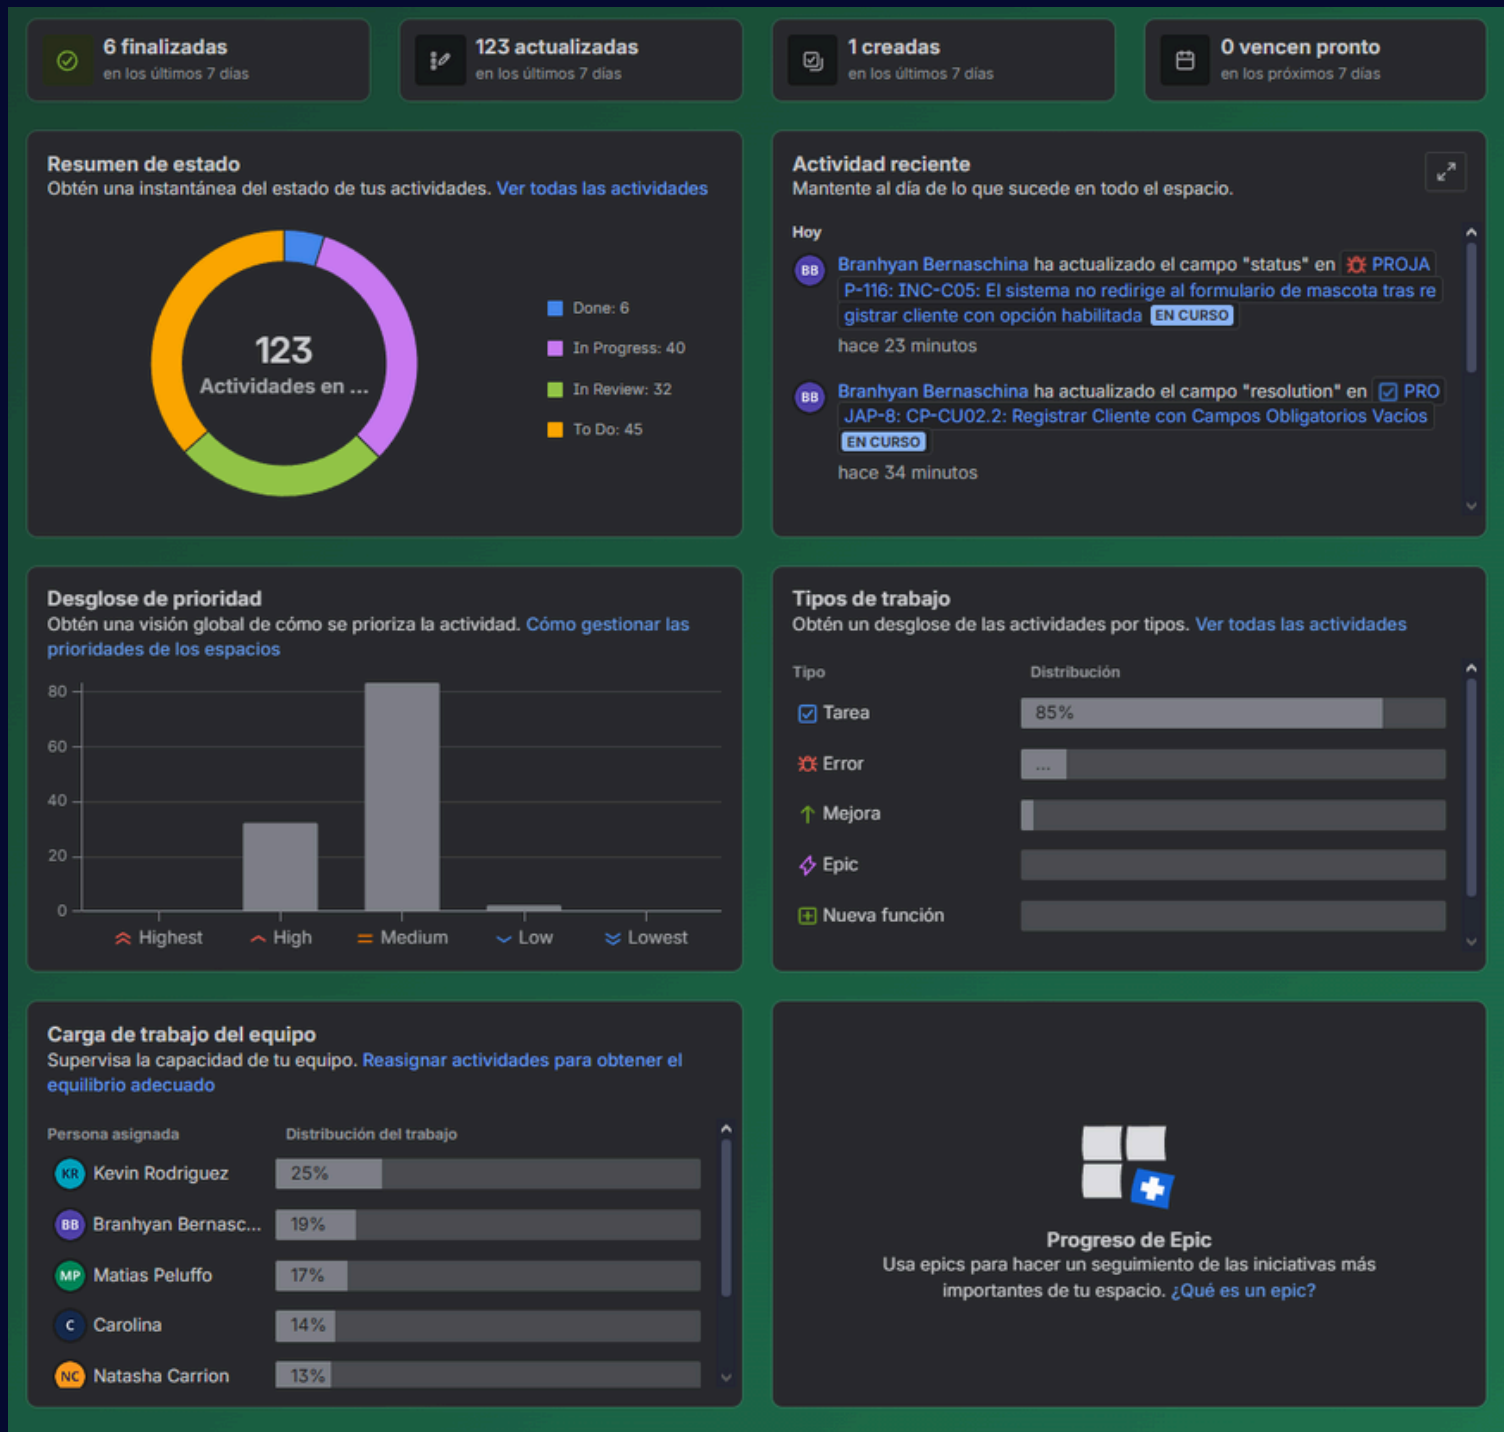 6 finalizadas
en los últimos 7 días
123 actualizadas
en los últimos 7 días
1 creadas
en los últimos 7 días
0 vencen pronto
en los próximos 7 días
Resumen de estado
Obtén una instantánea del estado de tus actividades. Ver todas las actividades
123
Actividades en ...
Done: 6
In Progress: 40
In Review: 32
To Do: 45
Actividad reciente
Mantente al día de lo que sucede en todo el espacio.
Hoy
BB
Branhyan Bernaschina ha actualizado el campo "status" en PROJA
P-116: INC-C05: El sistema no redirige al formulario de mascota tras re
gistrar cliente con opción habilitada EN CURSO
hace 23 minutos
BB
Branhyan Bernaschina ha actualizado el campo "resolution" en PRO
JAP-8: CP-CU02.2: Registrar Cliente con Campos Obligatorios Vacíos
EN CURSO
hace 34 minutos
Desglose de prioridad
Obtén una visión global de cómo se prioriza la actividad. Cómo gestionar las
prioridades de los espacios
80
60
40
20
0
Highest
High
Medium
Low
Lowest
Tipos de trabajo
Obtén un desglose de las actividades por tipos. Ver todas las actividades
Tipo Distribución
Tarea 85%
Error ...
Mejora
Epic
Nueva función
Carga de trabajo del equipo
Supervisa la capacidad de tu equipo. Reasignar actividades para obtener el
equilibrio adecuado
Persona asignada Distribución del trabajo
KR Kevin Rodriguez 25%
BB Branhyan Bernasc... 19%
MP Matias Peluffo 17%
C Carolina 14%
NC Natasha Carrion 13%
Progreso de Epic
Usa epics para hacer un seguimiento de las iniciativas más
importantes de tu espacio. ¿Qué es un epic?